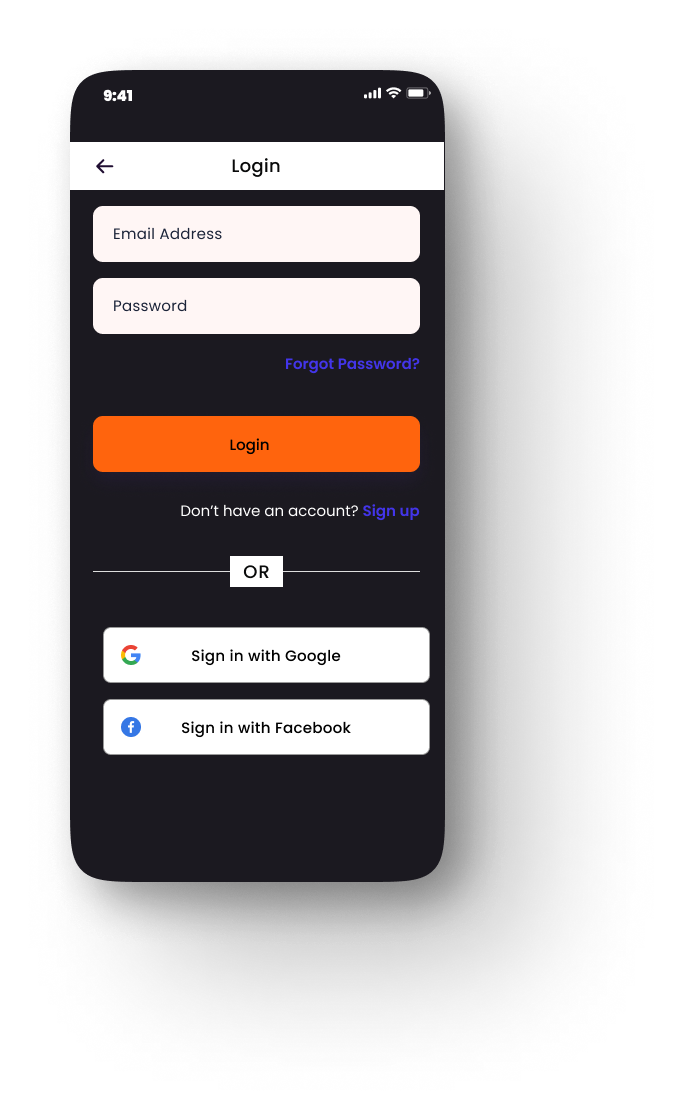 9:41
Login
Email Address
Password
Forgot Password?
Login
Don't have an account? Sign up
OR
Sign in with Google
Sign in with Facebook